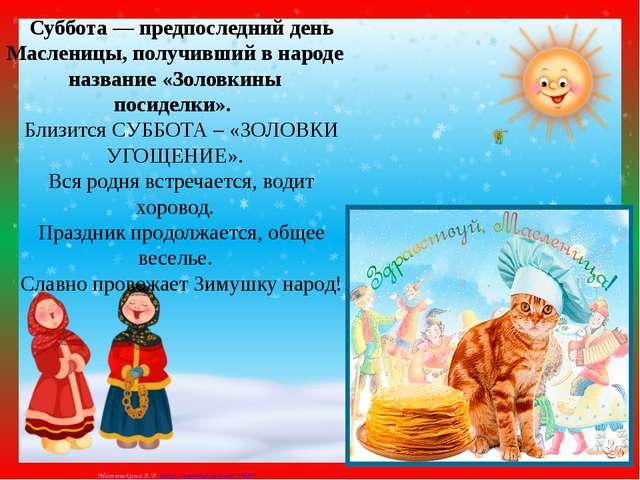 Суббота — предпоследний день
Масленицы, получивший в народе
название «Золовкины
посиделки».
Близится СУББОТА – «ЗОЛОВКИ
УГОЩЕНИЕ».
Вся родня встречается, водит
хоровод.
Праздник продолжается, общее
веселье.
Славно провожает Зимушку народ!
Здравствуй, Масленица!